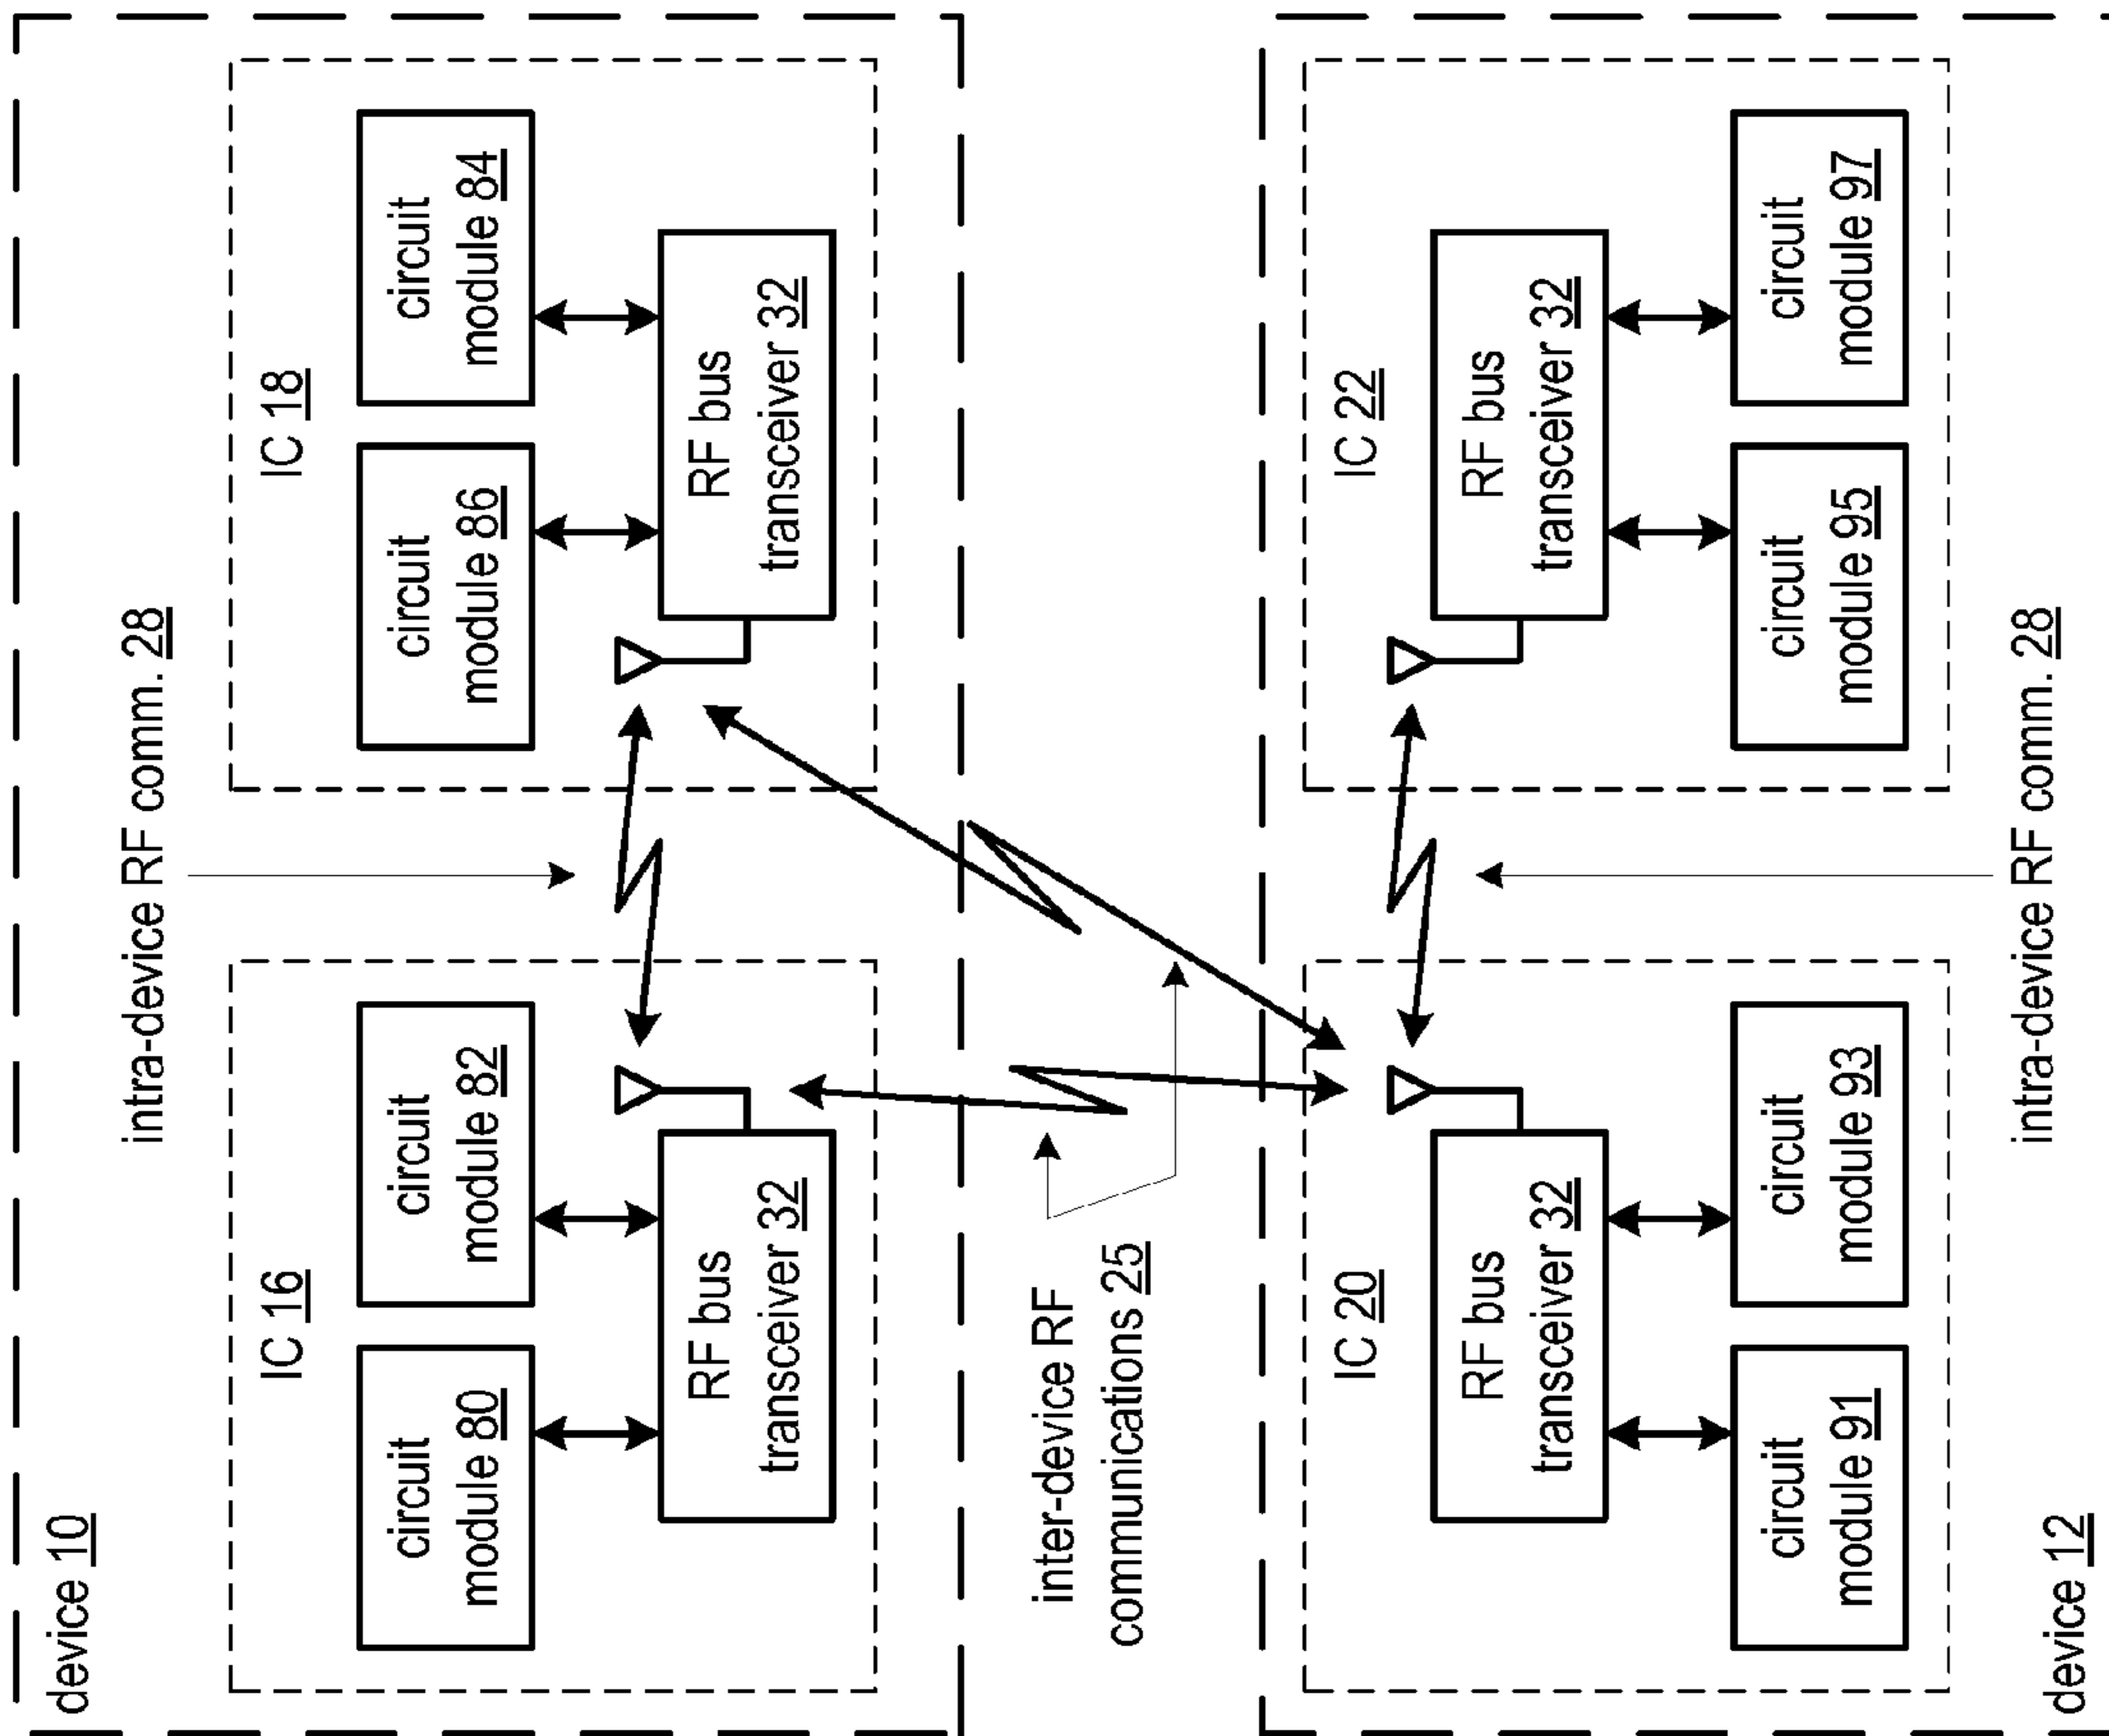 device 10
intra-device RF comm. 28
IC 16
circuit
module 80
circuit
module 82
RF bus
transceiver 32
IC 18
circuit
module 86
circuit
module 84
RF bus
transceiver 32
inter-device RF
communications 25
IC 20
RF bus
transceiver 32
circuit
module 91
circuit
module 93
IC 22
RF bus
transceiver 32
circuit
module 95
circuit
module 97
intra-device RF comm. 28
device 12